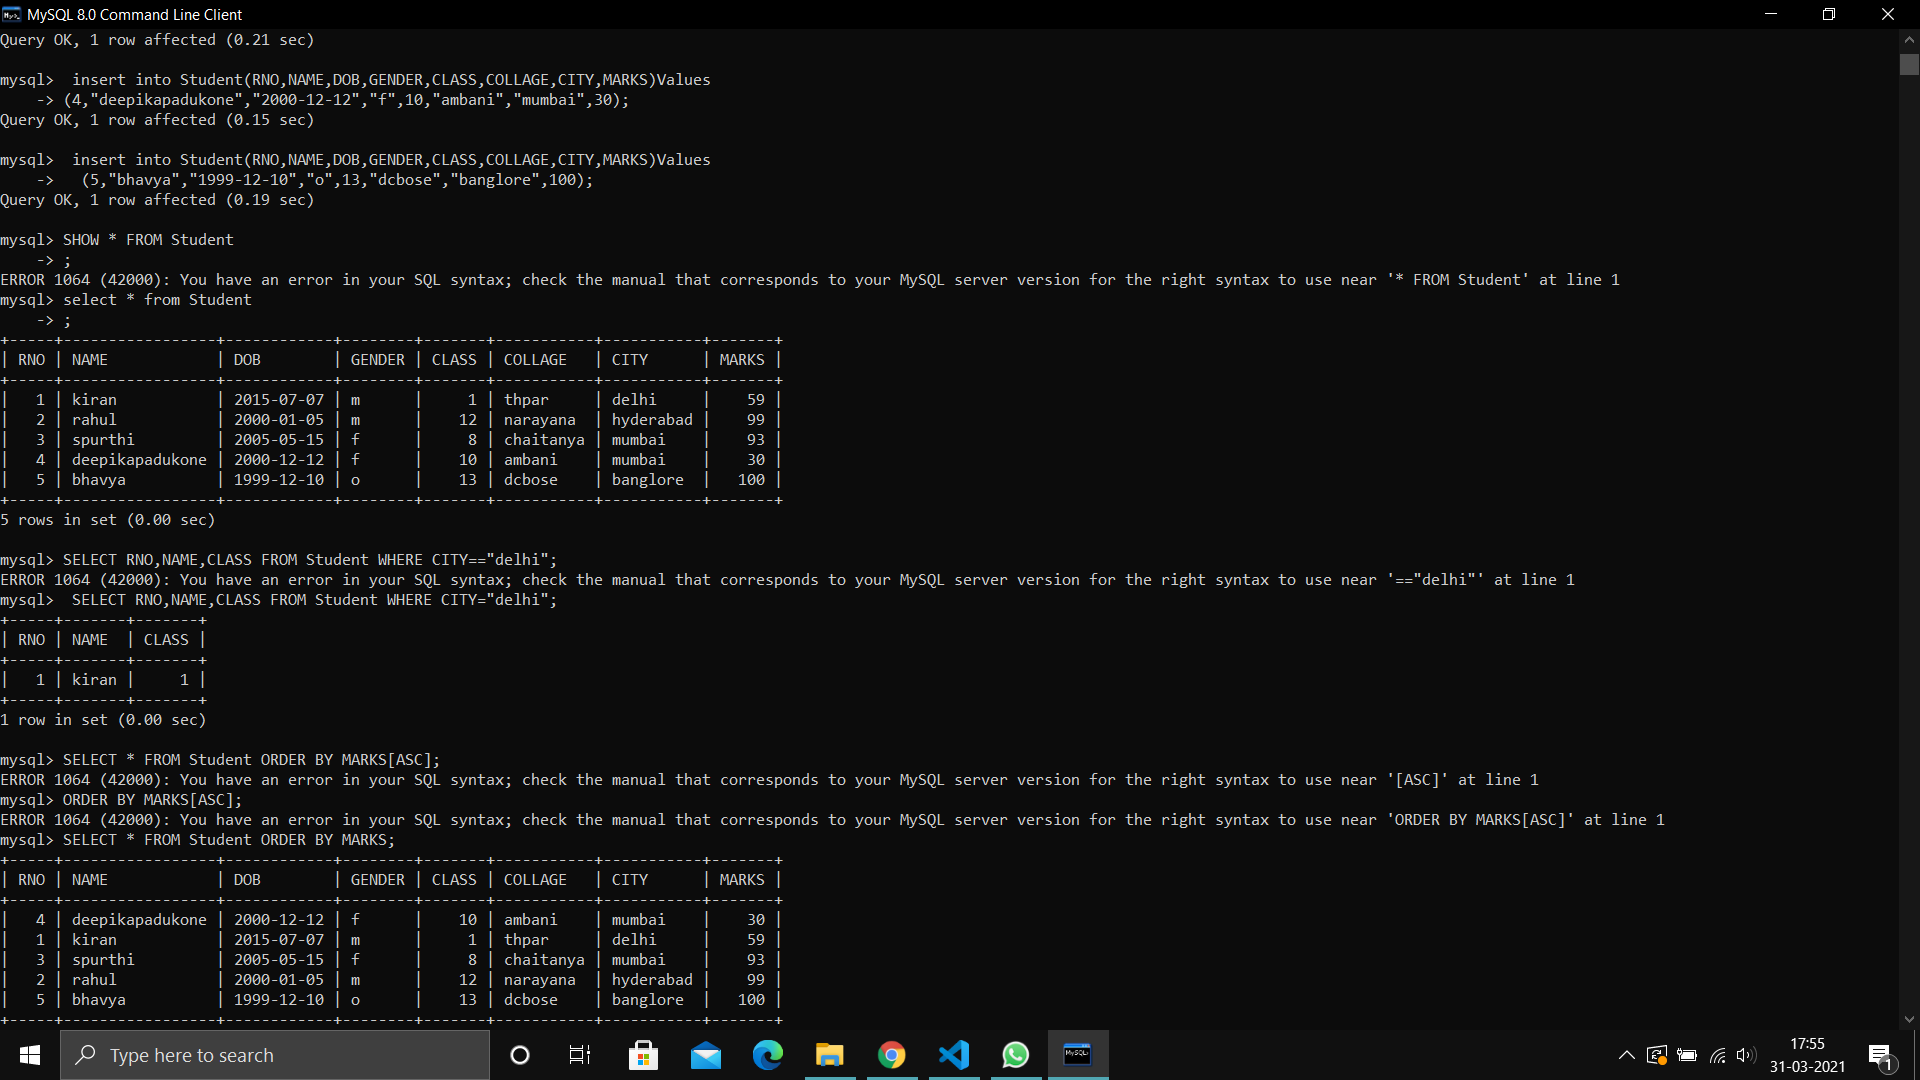 MySQL 8.0 Command Line Client
Query OK, 1 row affected (0.21 sec)
mysql>  insert into Student(RNO,NAME,DOB,GENDER,CLASS,COLLAGE,CITY,MARKS)Values
    -> (4,"deepikapadukone","2000-12-12","f",10,"ambani","mumbai",30);
Query OK, 1 row affected (0.15 sec)
mysql>  insert into Student(RNO,NAME,DOB,GENDER,CLASS,COLLAGE,CITY,MARKS)Values
    ->   (5,"bhavya","1999-12-10","o",13,"dcbose","banglore",100);
Query OK, 1 row affected (0.19 sec)
mysql> SHOW * FROM Student
    -> ;
ERROR 1064 (42000): You have an error in your SQL syntax; check the manual that corresponds to your MySQL server version for the right syntax to use near '* FROM Student' at line 1
mysql> select * from Student
    -> ;
+-----+-----------------+------------+--------+-------+-----------+-----------+-------+
| RNO | NAME            | DOB        | GENDER | CLASS | COLLAGE   | CITY      | MARKS |
+-----+-----------------+------------+--------+-------+-----------+-----------+-------+
|   1 | kiran           | 2015-07-07 | m      |     1 | thpar     | delhi     |    59 |
|   2 | rahul           | 2000-01-05 | m      |    12 | narayana  | hyderabad |    99 |
|   3 | spurthi         | 2005-05-15 | f      |     8 | chaitanya | mumbai    |    93 |
|   4 | deepikapadukone | 2000-12-12 | f      |    10 | ambani    | mumbai    |    30 |
|   5 | bhavya          | 1999-12-10 | o      |    13 | dcbose    | banglore  |   100 |
+-----+-----------------+------------+--------+-------+-----------+-----------+-------+
5 rows in set (0.00 sec)
mysql> SELECT RNO,NAME,CLASS FROM Student WHERE CITY=="delhi";
ERROR 1064 (42000): You have an error in your SQL syntax; check the manual that corresponds to your MySQL server version for the right syntax to use near '=="delhi"' at line 1
mysql>  SELECT RNO,NAME,CLASS FROM Student WHERE CITY="delhi";
+-----+-------+-------+
| RNO | NAME  | CLASS |
+-----+-------+-------+
|   1 | kiran |     1 |
+-----+-------+-------+
1 row in set (0.00 sec)
mysql> SELECT * FROM Student ORDER BY MARKS[ASC];
ERROR 1064 (42000): You have an error in your SQL syntax; check the manual that corresponds to your MySQL server version for the right syntax to use near '[ASC]' at line 1
mysql> ORDER BY MARKS[ASC];
ERROR 1064 (42000): You have an error in your SQL syntax; check the manual that corresponds to your MySQL server version for the right syntax to use near 'ORDER BY MARKS[ASC]' at line 1
mysql> SELECT * FROM Student ORDER BY MARKS;
+-----+-----------------+------------+--------+-------+-----------+-----------+-------+
| RNO | NAME            | DOB        | GENDER | CLASS | COLLAGE   | CITY      | MARKS |
+-----+-----------------+------------+--------+-------+-----------+-----------+-------+
|   4 | deepikapadukone | 2000-12-12 | f      |    10 | ambani    | mumbai    |    30 |
|   1 | kiran           | 2015-07-07 | m      |     1 | thpar     | delhi     |    59 |
|   3 | spurthi         | 2005-05-15 | f      |     8 | chaitanya | mumbai    |    93 |
|   2 | rahul           | 2000-01-05 | m      |    12 | narayana  | hyderabad |    99 |
|   5 | bhavya          | 1999-12-10 | o      |    13 | dcbose    | banglore  |   100 |
+-----+-----------------+------------+--------+-------+-----------+-----------+-------+
Type here to search
17:55
31-03-2021
1